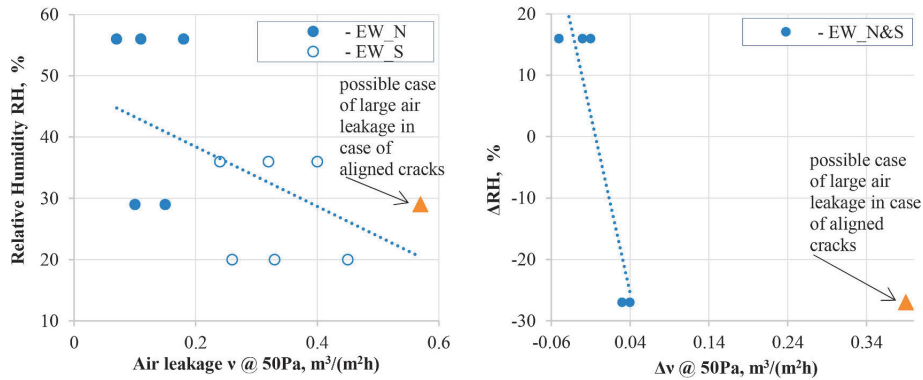 60
50
40
30
20
10
Relative Humidity RH, %
- EW_N
- EW_S
possible case
of large air
leakage in
case of
aligned cracks
0
0.2
0.4
0.6
Air leakage ν @ 50Pa, m³/(m²h)
20
10
0
-10
-20
-30
ΔRH, %
- EW_N&S
possible case
of large air
leakage in case
of aligned
cracks
-0.06
0.04
0.14
0.24
0.34
Δν @ 50Pa, m³/(m²h)